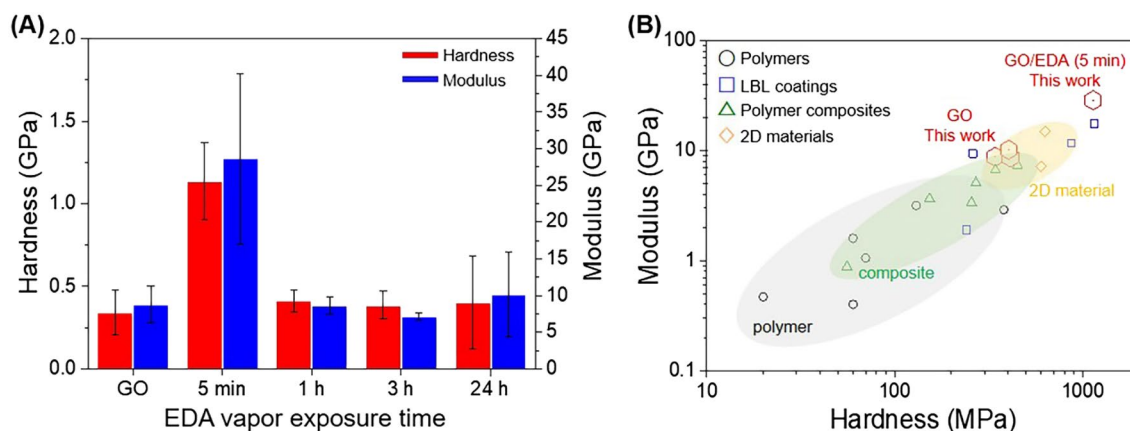 (A)
2.0
1.5
1.0
0.5
0.0
Hardness (GPa)
Hardness
Modulus
45
40
35
30
25
20
15
10
5
0
Modulus (GPa)
GO
5 min
1 h
3 h
24 h
EDA vapor exposure time
(B)
100
10
1
0.1
Modulus (GPa)
Polymers
LBL coatings
Polymer composites
2D materials
GO/EDA (5 min)
This work
GO
This work
2D material
composite
polymer
10
100
1000
Hardness (MPa)